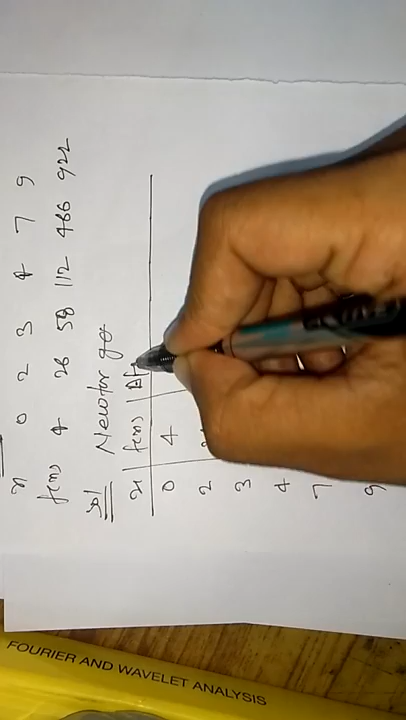 x 0 2 3 4 7 9
f(x) 4 26 58 112 466 922
Sol Newton
x f(x) Δf
0 4
2
3
4
7
9
FOURIER AND WAVELET ANALYSIS